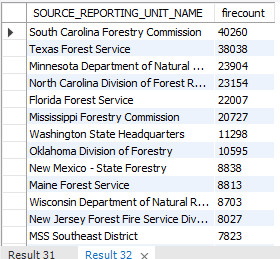 SOURCE_REPORTING_UNIT_NAME firecount
South Carolina Forestry Commission 40260
Texas Forest Service 38038
Minnesota Department of Natural ... 23904
North Carolina Division of Forest R... 23154
Florida Forest Service 22007
Mississippi Forestry Commission 20727
Washington State Headquarters 11298
Oklahoma Division of Forestry 10595
New Mexico - State Forestry 8838
Maine Forest Service 8813
Wisconsin Department of Natural R... 8703
New Jersey Forest Fire Service Divi... 8027
MSS Southeast District 7823
Result 31 Result 32 ×